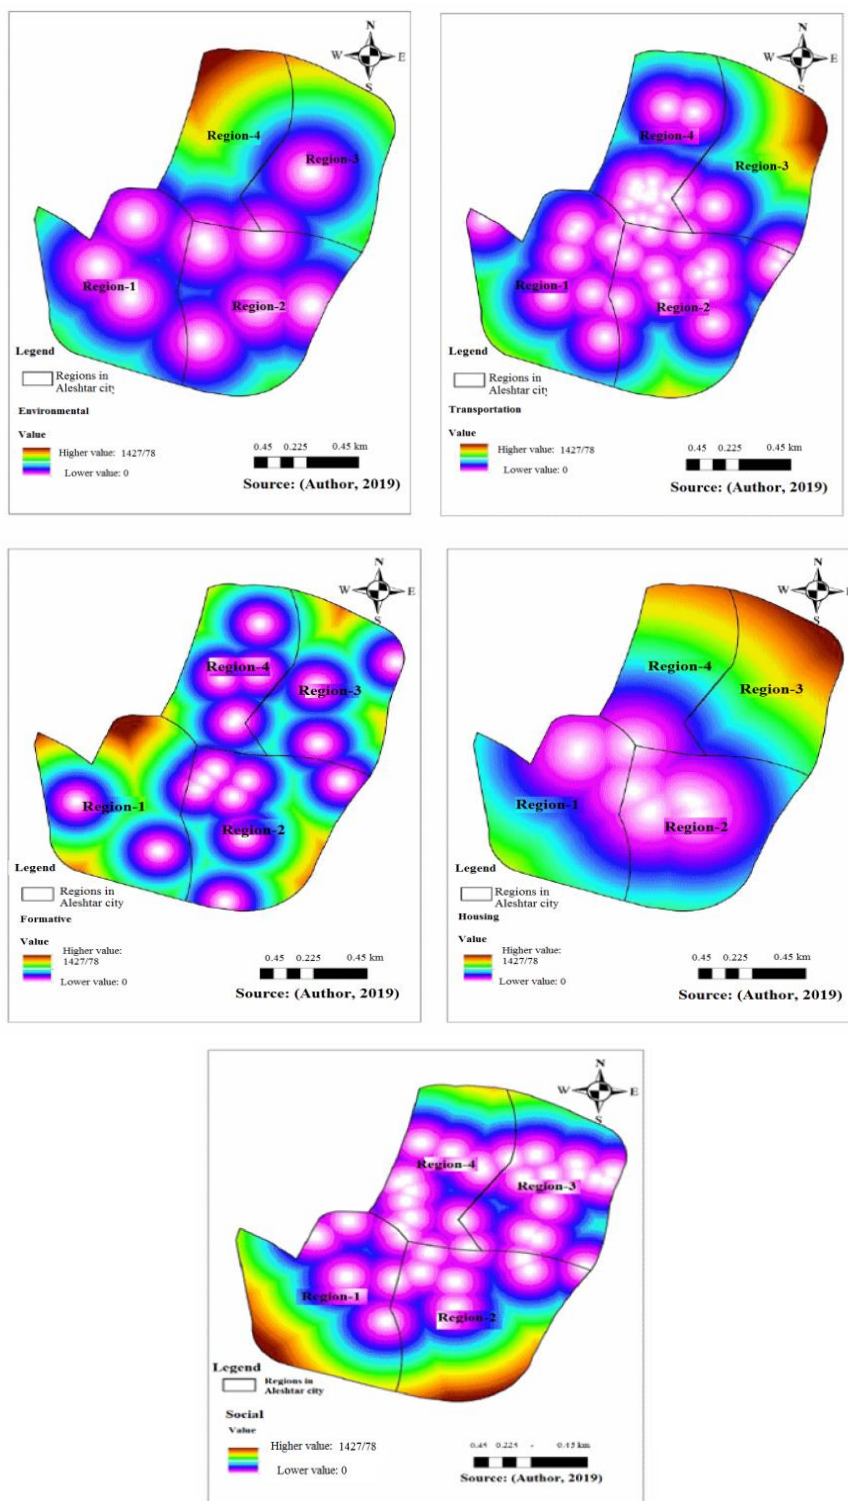 N
W E
S
Region-4
Region-3
Region-1
Region-2
Legend
Regions in
Aleshtar city
Environmental
Value
Higher value: 1427/78
Lower value: 0
0.45 0.225 0.45 km
Source: (Author, 2019)
N
W E
S
Region-4
Region-3
Region-1
Region-2
Legend
Regions in
Aleshtar city
Transportation
Value
Higher value: 1427/78
Lower value: 0
0.45 0.225 0.45 km
Source: (Author, 2019)
N
W E
S
Region-4
Region-3
Region-1
Region-2
Legend
Regions in
Aleshtar city
Formative
Value
Higher value:
1427/78
Lower value: 0
0.45 0.225 0.45 km
Source: (Author, 2019)
N
W E
S
Region-4
Region-3
Region-1
Region-2
Legend
Regions in
Aleshtar city
Housing
Value
Higher value:
1427/78
Lower value: 0
0.45 0.225 0.45 km
Source: (Author, 2019)
N
W E
S
Region-4
Region-3
Region-1
Region-2
Legend
Regions in
Aleshtar city
Social
Value
Higher value: 1427/78
Lower value: 0
0.45 0.225 - 0.45 km
Source: (Author, 2019)